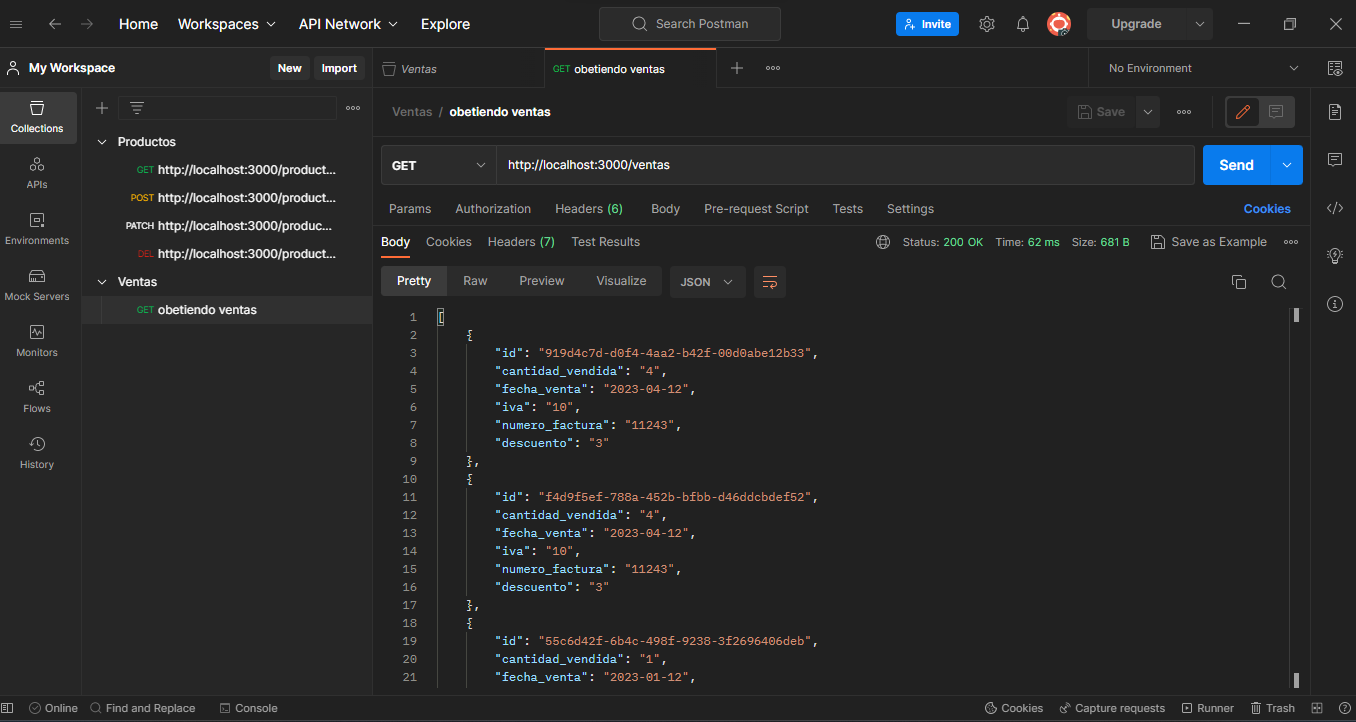 Home Workspaces API Network Explore Search Postman Invite Upgrade
My Workspace New Import Ventas GET obetiendo ventas No Environment
Collections
APIs
Environments
Mock Servers
Monitors
Flows
History
Productos
GET http://localhost:3000/product...
POST http://localhost:3000/product...
PATCH http://localhost:3000/produc...
DEL http://localhost:3000/product...
Ventas
GET obetiendo ventas
Ventas / obetiendo ventas Save
GET http://localhost:3000/ventas Send
Params Authorization Headers (6) Body Pre-request Script Tests Settings Cookies
Body Cookies Headers (7) Test Results Status: 200 OK Time: 62 ms Size: 681 B Save as Example
Pretty Raw Preview Visualize JSON
1 [
2 {
3 "id": "919d4c7d-d0f4-4aa2-b42f-00d0abe12b33",
4 "cantidad_vendida": "4",
5 "fecha_venta": "2023-04-12",
6 "iva": "10",
7 "numero_factura": "11243",
8 "descuento": "3"
9 },
10 {
11 "id": "f4d9f5ef-788a-452b-bfbb-d46ddcbdef52",
12 "cantidad_vendida": "4",
13 "fecha_venta": "2023-04-12",
14 "iva": "10",
15 "numero_factura": "11243",
16 "descuento": "3"
17 },
18 {
19 "id": "55c6d42f-6b4c-498f-9238-3f2696406deb",
20 "cantidad_vendida": "1",
21 "fecha_venta": "2023-01-12",
Online Find and Replace Console Cookies Capture requests Runner Trash